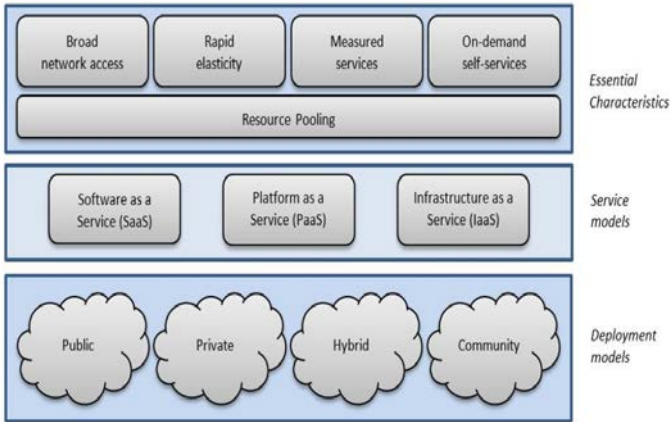 Broad
network access
Rapid
elasticity
Measured
services
On-demand
self-services
Resource Pooling
Essential
Characteristics
Software as a
Service (SaaS)
Platform as a
Service (PaaS)
Infrastructure as a
Service (IaaS)
Service
models
Public
Private
Hybrid
Community
Deployment
models